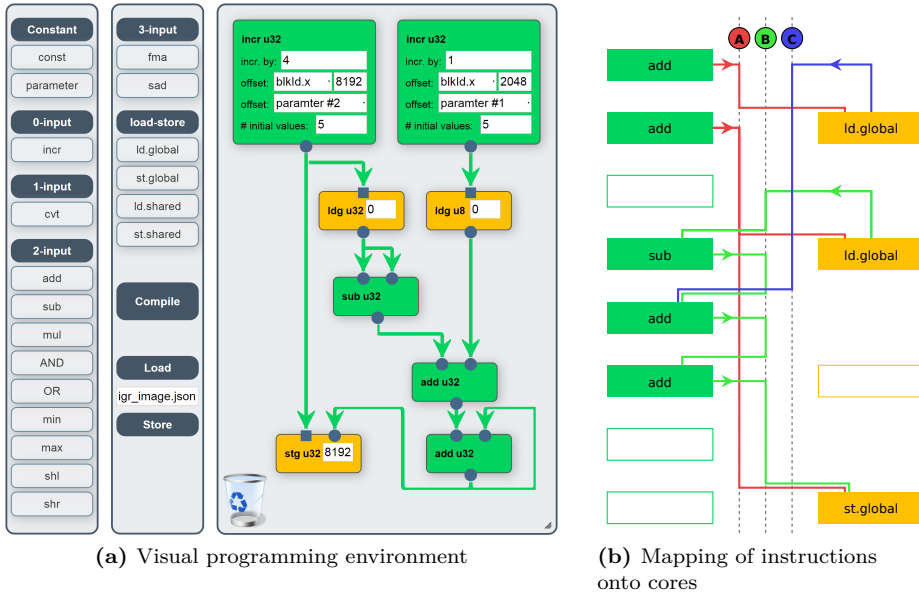 Constant
const
parameter
0-input
incr
1-input
cvt
2-input
add
sub
mul
AND
OR
min
max
shl
shr
3-input
fma
sad
load-store
ld.global
st.global
ld.shared
st.shared
Compile
Load
igr_image.json
Store
incr u32
incr. by: 4
offset: blkId.x 8192
offset: paramter #2
# initial values: 5
incr u32
incr. by: 1
offset: blkId.x 2048
offset: paramter #1
# initial values: 5
ldg u32 0
ldg u8 0
sub u32
add u32
stg u32 8192
add u32
(a) Visual programming environment
A B C
add
ld.global
add
sub
ld.global
add
add
st.global
(b) Mapping of instructions
onto cores